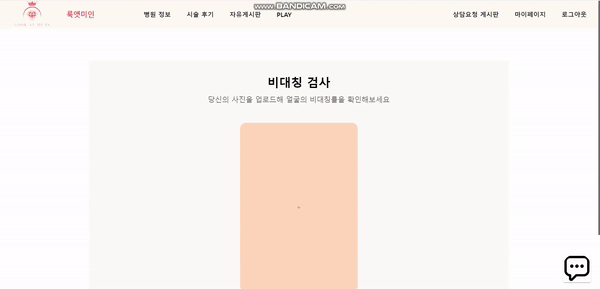 www.BANDICAM.com
룩앳미인 병원 정보 시술 후기 자유게시판 PLAY 상담요청 게시판 마이페이지 로그아웃
비대칭 검사
당신의 사진을 업로드해 얼굴의 비대칭률을 확인해보세요
+